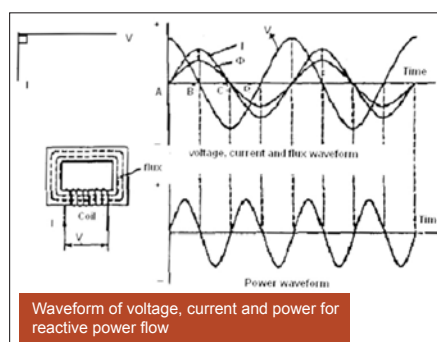 V
I
+
I
Φ
V
Time
A
B
C
D
F
−
voltage, current and flux waveform
flux
Coil
I
V
+
Tim
−
Power waveform
Waveform of voltage, current and power for
reactive power flow